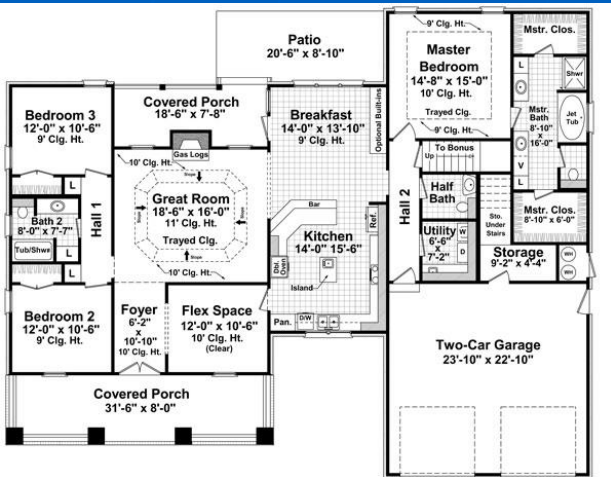 Patio
20'-6" x 8'-10"
9' Clg. Ht.
Master
Bedroom
14'-8" x 15'-0"
10' Clg. Ht.
Trayed Clg.
9' Clg. Ht.
Mstr. Clos.
L
Shwr
Mstr.
Bath
8'-10"
x
16'-0"
Jet
Tub
V
L
V
Mstr. Clos.
8'-10" x 6'-0"
Bedroom 3
12'-0" x 10'-6"
9' Clg. Ht.
Covered Porch
18'-6" x 7'-8"
Breakfast
14'-0" x 13'-10"
9' Clg. Ht.
Optional Built-ins
Gas Logs
10' Clg. Ht.
Slope
Great Room
18'-6" x 16'-0"
11' Clg. Ht.
Trayed Clg.
Slope
10' Clg. Ht.
L
Hall 1
Bath 2
8'-0" x 7'-7"
Tub/Shwr
L
L
To Bonus
Up
Hall 2
Half
Bath
Utility
6'-6"
x
7'-2"
W
D
Sto.
Under
Stairs
Storage
9'-2" x 4'-4"
WH
WH
Bar
Ref.
Kitchen
14'-0" 15'-6"
Dbl.
Oven
Island
Pan.
D/W
Bedroom 2
12'-0" x 10'-6"
9' Clg. Ht.
Foyer
6'-2"
x
10'-10"
10' Clg. Ht.
Flex Space
12'-0" x 10'-6"
10' Clg. Ht.
(Clear)
Two-Car Garage
23'-10" x 22'-10"
Covered Porch
31'-6" x 8'-0"